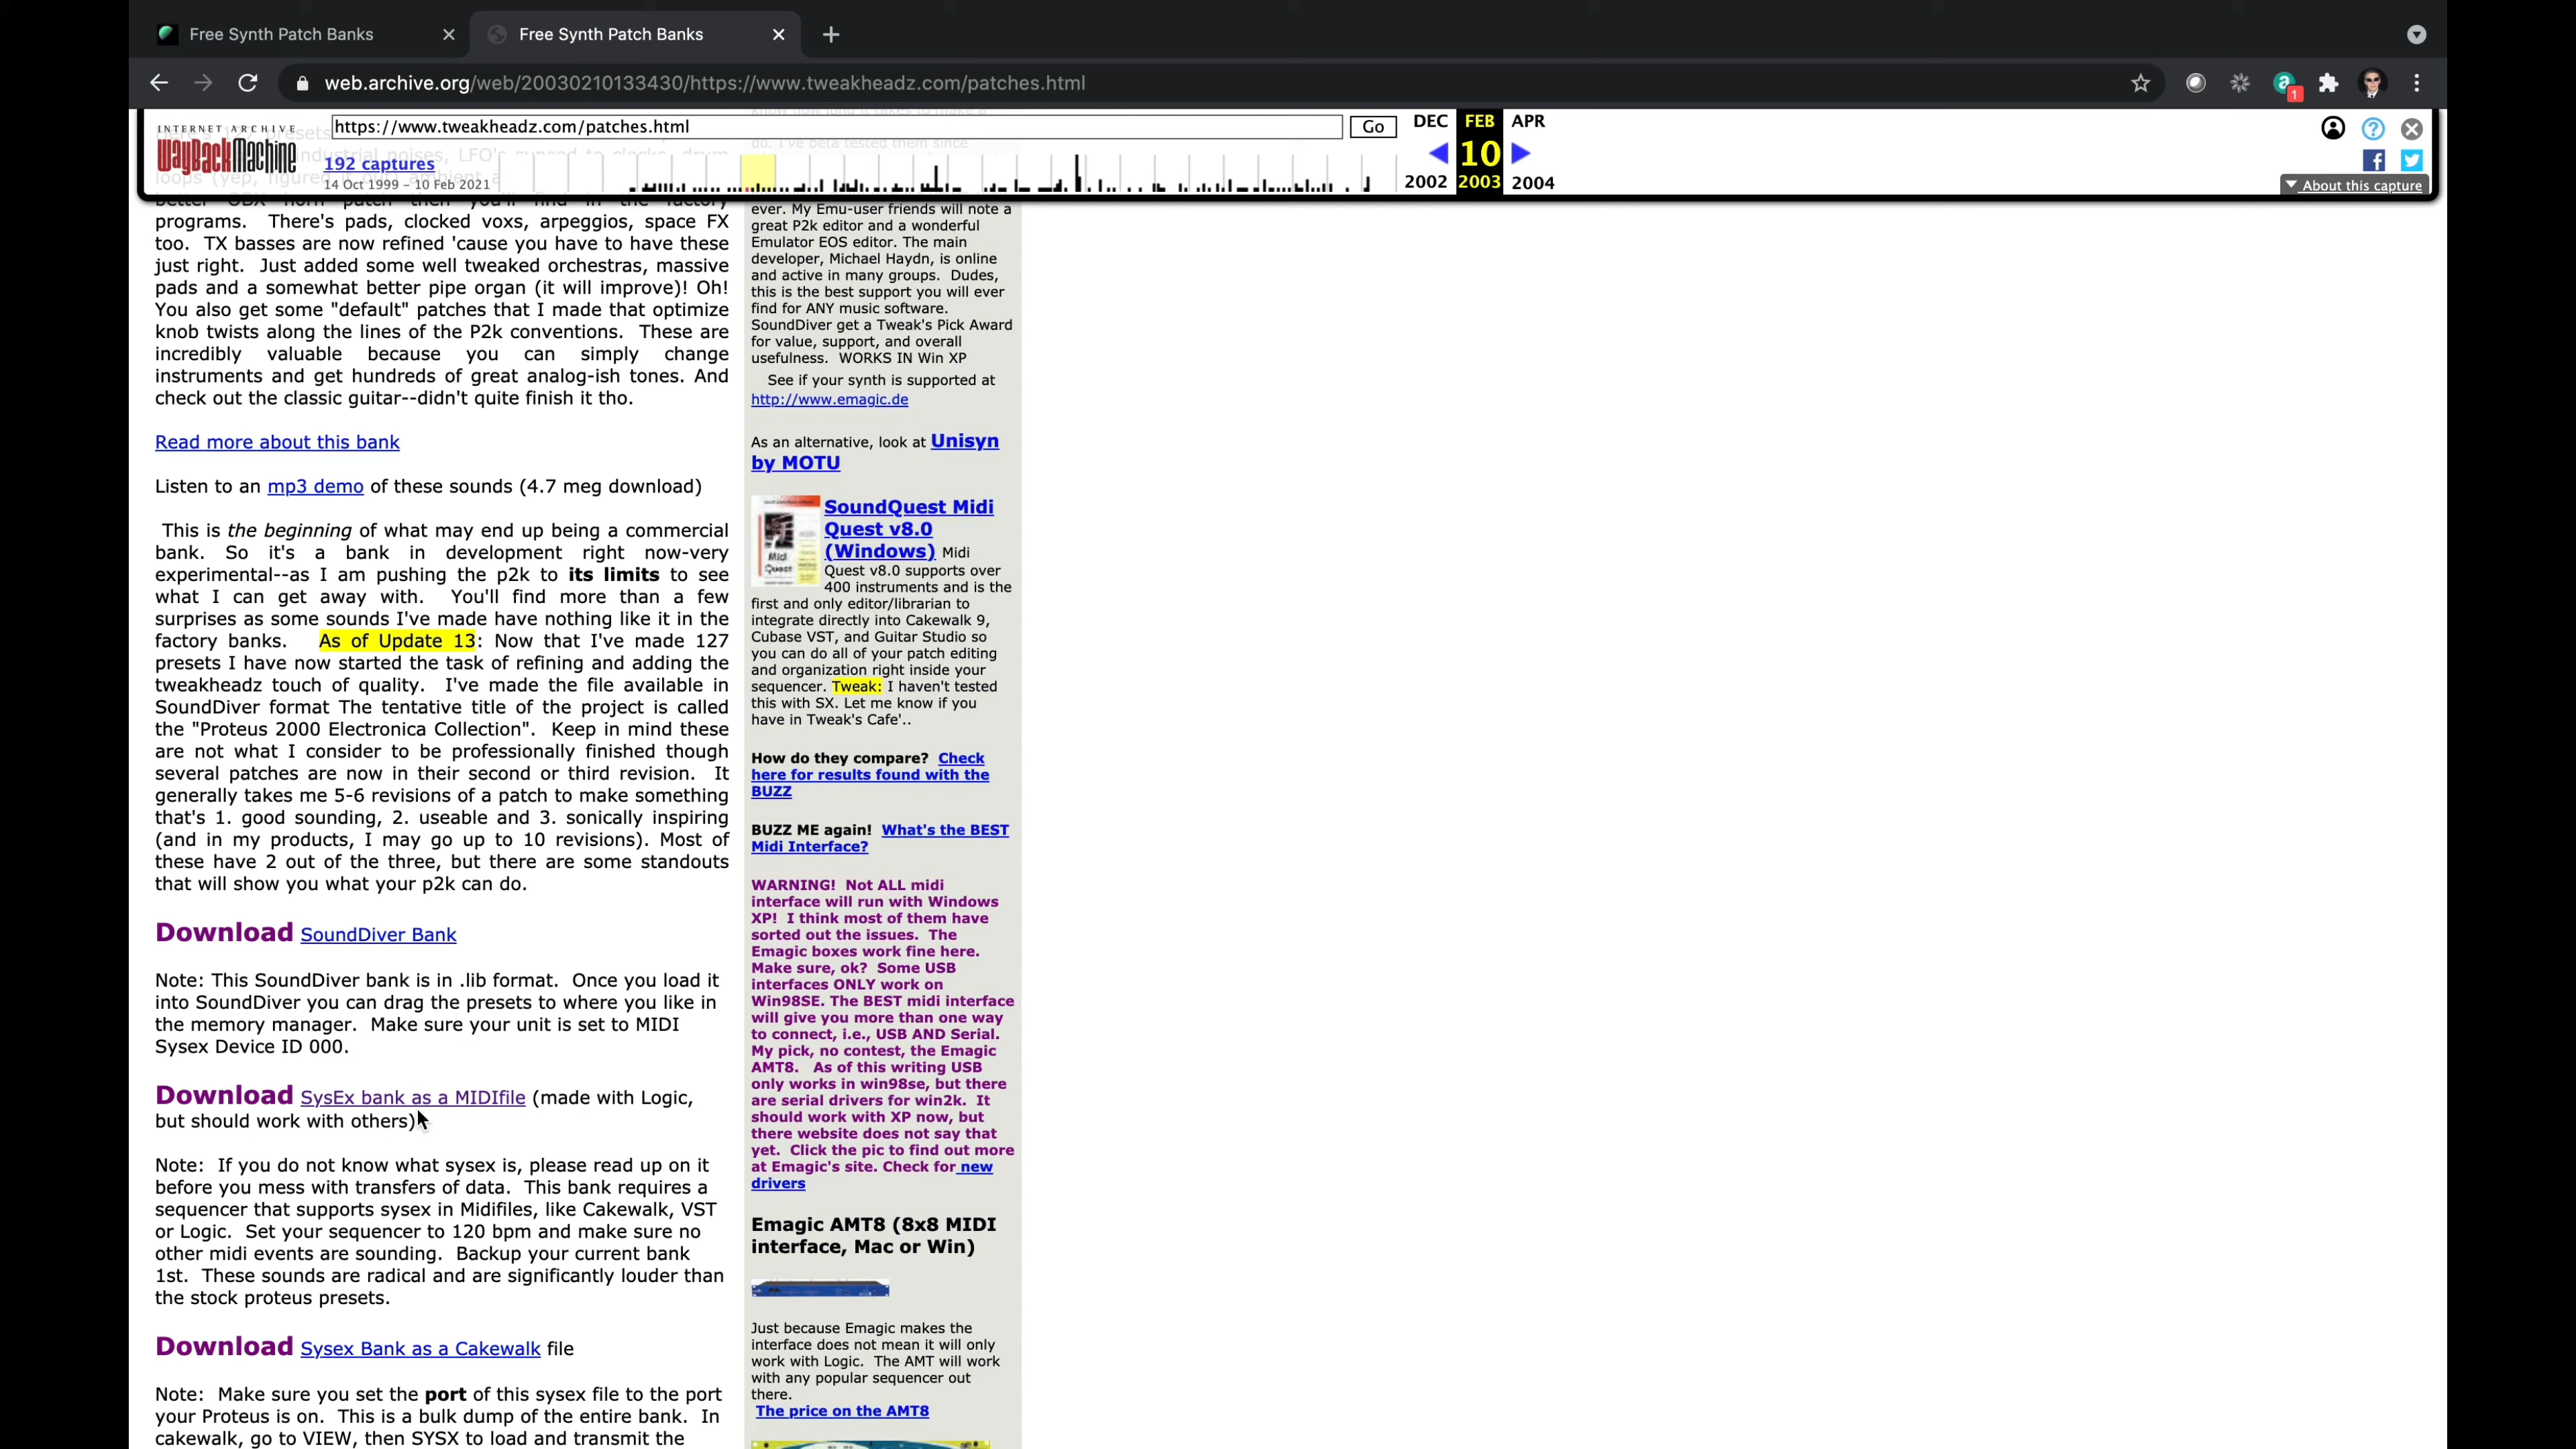 Free Synth Patch Banks
Free Synth Patch Banks
web.archive.org/web/20030210133430/https://www.tweakheadz.com/patches.html
1
INTERNET ARCHIVE
WayBackMachine
https://www.tweakheadz.com/patches.html
Go
DEC FEB APR
192 captures
10
14 Oct 1999 – 10 Feb 2021
2002 2003 2004
About this capture
programs. There's pads, clocked voxs, arpeggios, space FX
too. TX basses are now refined 'cause you have to have these
just right. Just added some well tweaked orchestras, massive
pads and a somewhat better pipe organ (it will improve)! Oh!
You also get some "default" patches that I made that optimize
knob twists along the lines of the P2k conventions. These are
incredibly valuable because you can simply change
instruments and get hundreds of great analog-ish tones. And
check out the classic guitar--didn't quite finish it tho.
Read more about this bank
Listen to an mp3 demo of these sounds (4.7 meg download)
This is the beginning of what may end up being a commercial
bank. So it's a bank in development right now-very
experimental--as I am pushing the p2k to its limits to see
what I can get away with. You'll find more than a few
surprises as some sounds I've made have nothing like it in the
factory banks. As of Update 13: Now that I've made 127
presets I have now started the task of refining and adding the
tweakheadz touch of quality. I've made the file available in
SoundDiver format The tentative title of the project is called
the "Proteus 2000 Electronica Collection". Keep in mind these
are not what I consider to be professionally finished though
several patches are now in their second or third revision. It
generally takes me 5-6 revisions of a patch to make something
that's 1. good sounding, 2. useable and 3. sonically inspiring
(and in my products, I may go up to 10 revisions). Most of
these have 2 out of the three, but there are some standouts
that will show you what your p2k can do.
Download SoundDiver Bank
Note: This SoundDiver bank is in .lib format. Once you load it
into SoundDiver you can drag the presets to where you like in
the memory manager. Make sure your unit is set to MIDI
Sysex Device ID 000.
Download SysEx bank as a MIDIfile (made with Logic,
but should work with others)
Note: If you do not know what sysex is, please read up on it
before you mess with transfers of data. This bank requires a
sequencer that supports sysex in Midifiles, like Cakewalk, VST
or Logic. Set your sequencer to 120 bpm and make sure no
other midi events are sounding. Backup your current bank
1st. These sounds are radical and are significantly louder than
the stock proteus presets.
Download Sysex Bank as a Cakewalk file
Note: Make sure you set the port of this sysex file to the port
your Proteus is on. This is a bulk dump of the entire bank. In
cakewalk, go to VIEW, then SYSX to load and transmit the
ever. My Emu-user friends will note a
great P2k editor and a wonderful
Emulator EOS editor. The main
developer, Michael Haydn, is online
and active in many groups. Dudes,
this is the best support you will ever
find for ANY music software.
SoundDiver get a Tweak's Pick Award
for value, support, and overall
usefulness. WORKS IN Win XP
See if your synth is supported at
http://www.emagic.de
As an alternative, look at Unisyn
by MOTU
SoundQuest Midi
Quest v8.0
(Windows) Midi
Quest v8.0 supports over
400 instruments and is the
first and only editor/librarian to
integrate directly into Cakewalk 9,
Cubase VST, and Guitar Studio so
you can do all of your patch editing
and organization right inside your
sequencer. Tweak: I haven't tested
this with SX. Let me know if you
have in Tweak's Cafe'..
How do they compare? Check
here for results found with the
BUZZ
BUZZ ME again! What's the BEST
Midi Interface?
WARNING! Not ALL midi
interface will run with Windows
XP! I think most of them have
sorted out the issues. The
Emagic boxes work fine here.
Make sure, ok? Some USB
interfaces ONLY work on
Win98SE. The BEST midi interface
will give you more than one way
to connect, i.e., USB AND Serial.
My pick, no contest, the Emagic
AMT8. As of this writing USB
only works in win98se, but there
are serial drivers for win2k. It
should work with XP now, but
there website does not say that
yet. Click the pic to find out more
at Emagic's site. Check for new
drivers
Emagic AMT8 (8x8 MIDI
interface, Mac or Win)
Just because Emagic makes the
interface does not mean it will only
work with Logic. The AMT will work
with any popular sequencer out
there.
The price on the AMT8